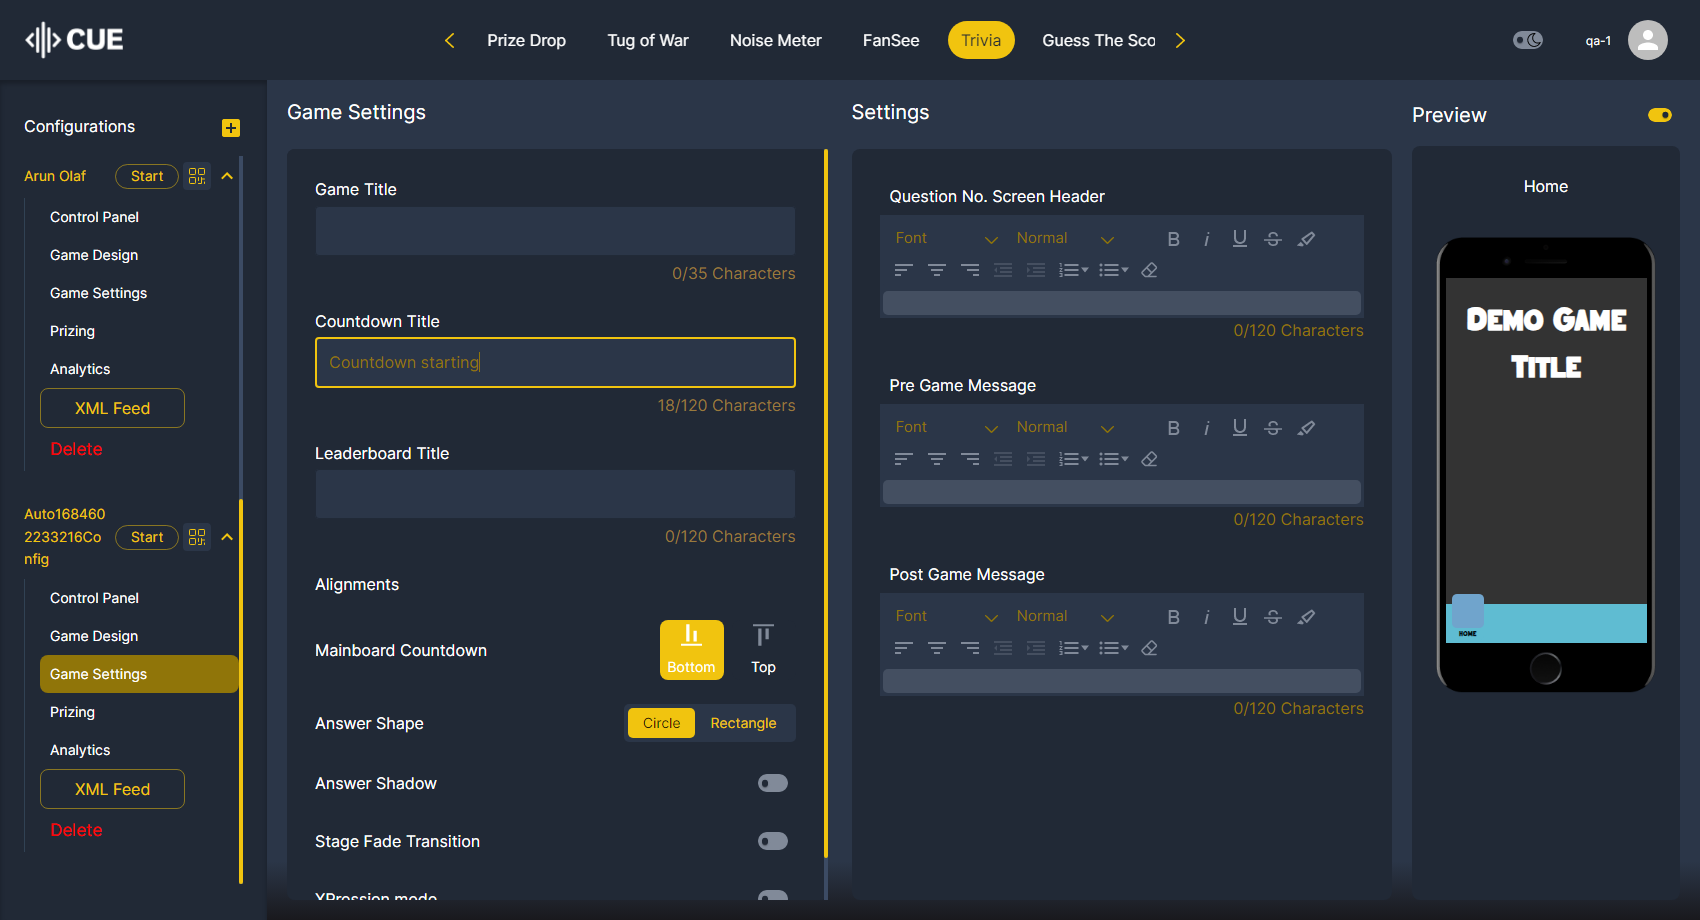 CUE
Prize Drop
Tug of War
Noise Meter
FanSee
Trivia
Guess The Sco
qa-1
Configurations
Arun Olaf
Start
Control Panel
Game Design
Game Settings
Prizing
Analytics
XML Feed
Delete
Auto168460
2233216Co
nfig
Start
Control Panel
Game Design
Game Settings
Prizing
Analytics
XML Feed
Delete
Game Settings
Game Title
0/35 Characters
Countdown Title
Countdown starting
18/120 Characters
Leaderboard Title
0/120 Characters
Alignments
Mainboard Countdown
Bottom
Top
Answer Shape
Circle
Rectangle
Answer Shadow
Stage Fade Transition
XPression mode
Settings
Question No. Screen Header
Font
Normal
0/120 Characters
Pre Game Message
Font
Normal
0/120 Characters
Post Game Message
Font
Normal
0/120 Characters
Preview
Home
Demo Game
Title
HOME